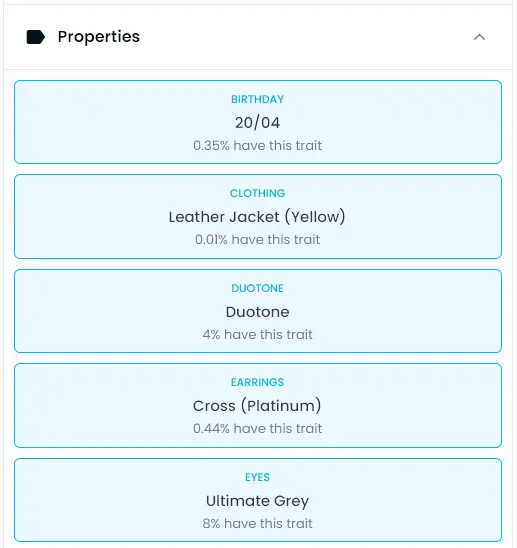 Properties
BIRTHDAY
20/04
0.35% have this trait
CLOTHING
Leather Jacket (Yellow)
0.01% have this trait
DUOTONE
Duotone
4% have this trait
EARRINGS
Cross (Platinum)
0.44% have this trait
EYES
Ultimate Grey
8% have this trait